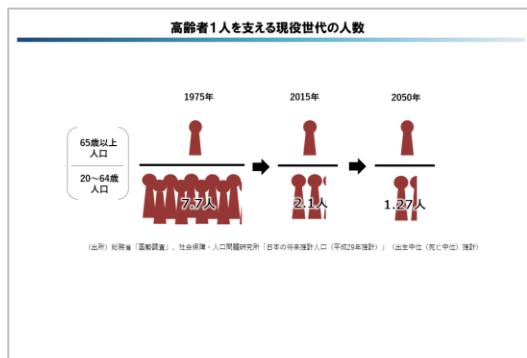 高齢者1人を支える現役世代の人数
1975年
2015年
2050年
65歳以上
人口
20～64歳
人口
7.7人
2.1人
1.27人
（出所）総務省「国勢調査」、社会保障・人口問題研究所「日本の将来推計人口（平成29年推計）」（出生中位（死亡中位）推計）